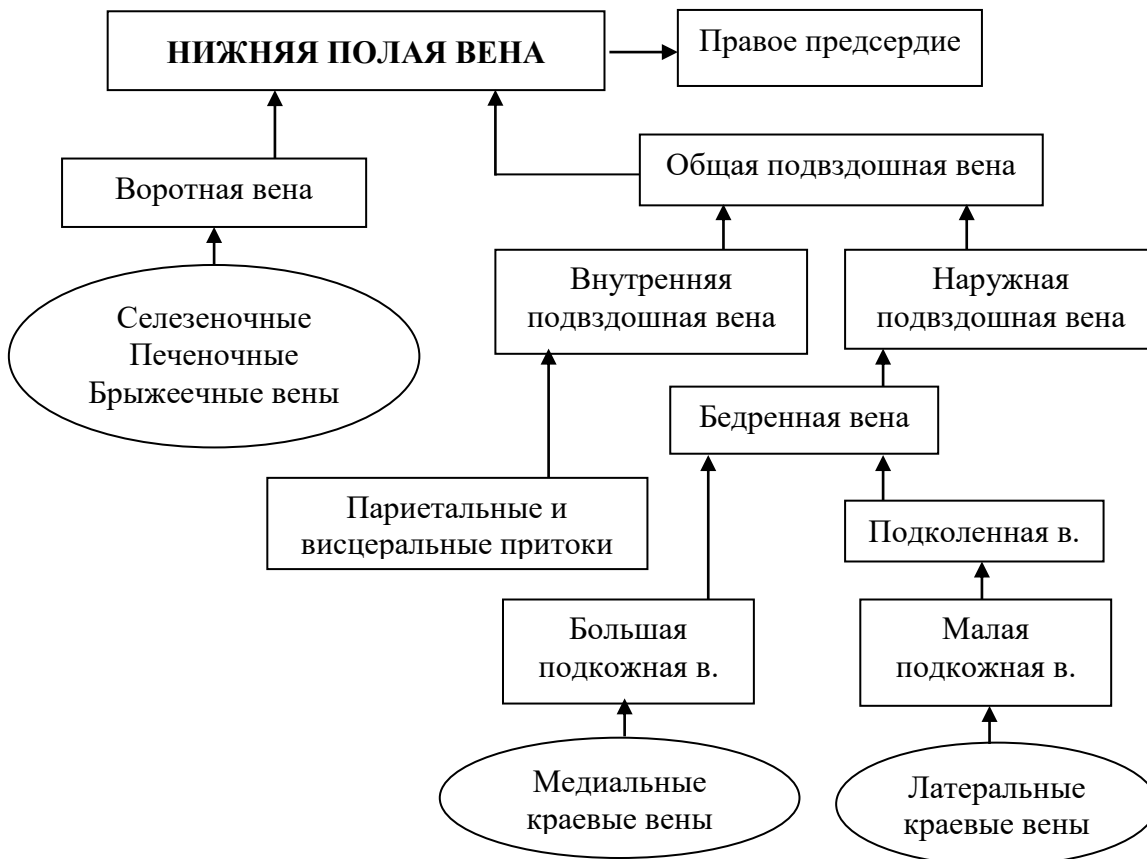 НИЖНЯЯ ПОЛАЯ ВЕНА
Правое предсердие
Воротная вена
Общая подвздошная вена
Селезеночные
Печеночные
Брыжеечные вены
Внутренняя
подвздошная вена
Наружная
подвздошная вена
Бедренная вена
Париетальные и
висцеральные притоки
Подколенная в.
Большая
подкожная в.
Малая
подкожная в.
Медиальные
краевые вены
Латеральные
краевые вены